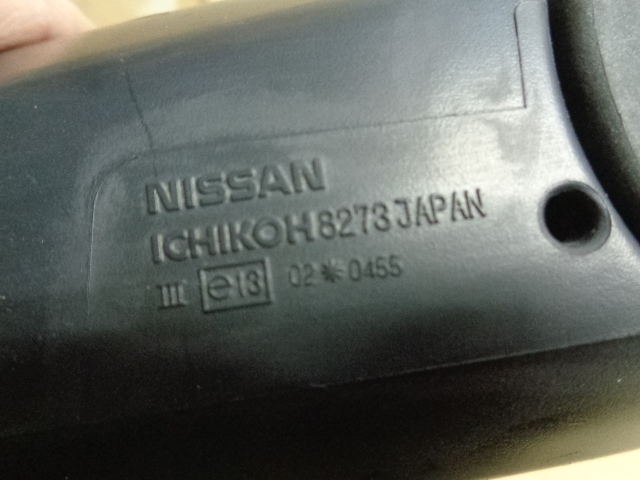 NISSAN
ICHIKOH 8273 JAPAN
III e13 02*0455